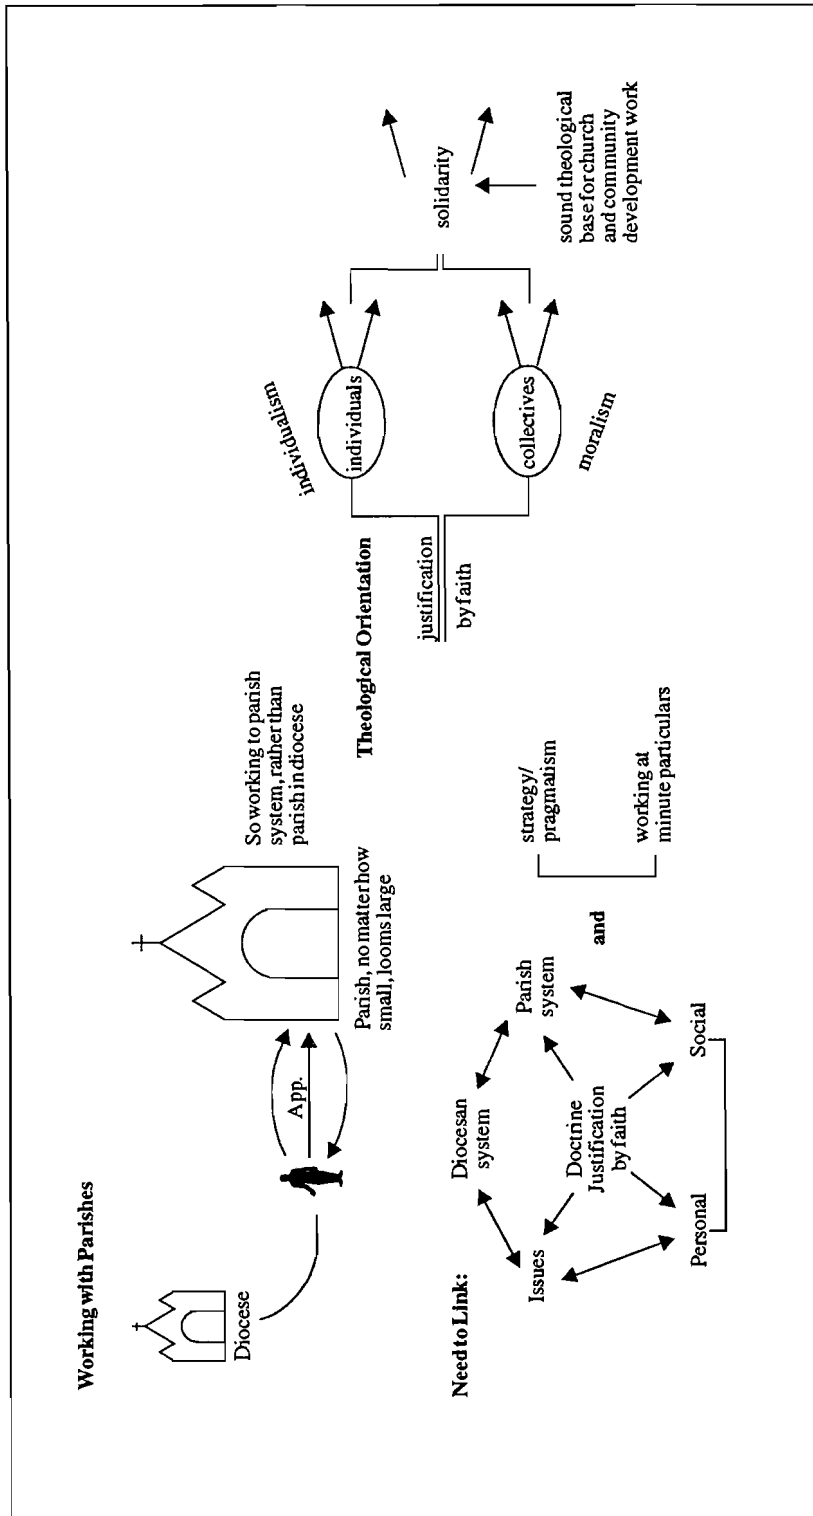 Working with Parishes
Diocese
App.
Parish, no matter how
small, looms large
So working to parish
system, rather than
parish in diocese
Need to Link:
Diocesan
system
Issues
Parish
system
Doctrine
Justification
by faith
Personal
Social
and
strategy/
pragmatism
working at
minute particulars
Theological Orientation
justification
by faith
individualism
individuals
collectives
moralism
solidarity
sound theological
base for church
and community
development work